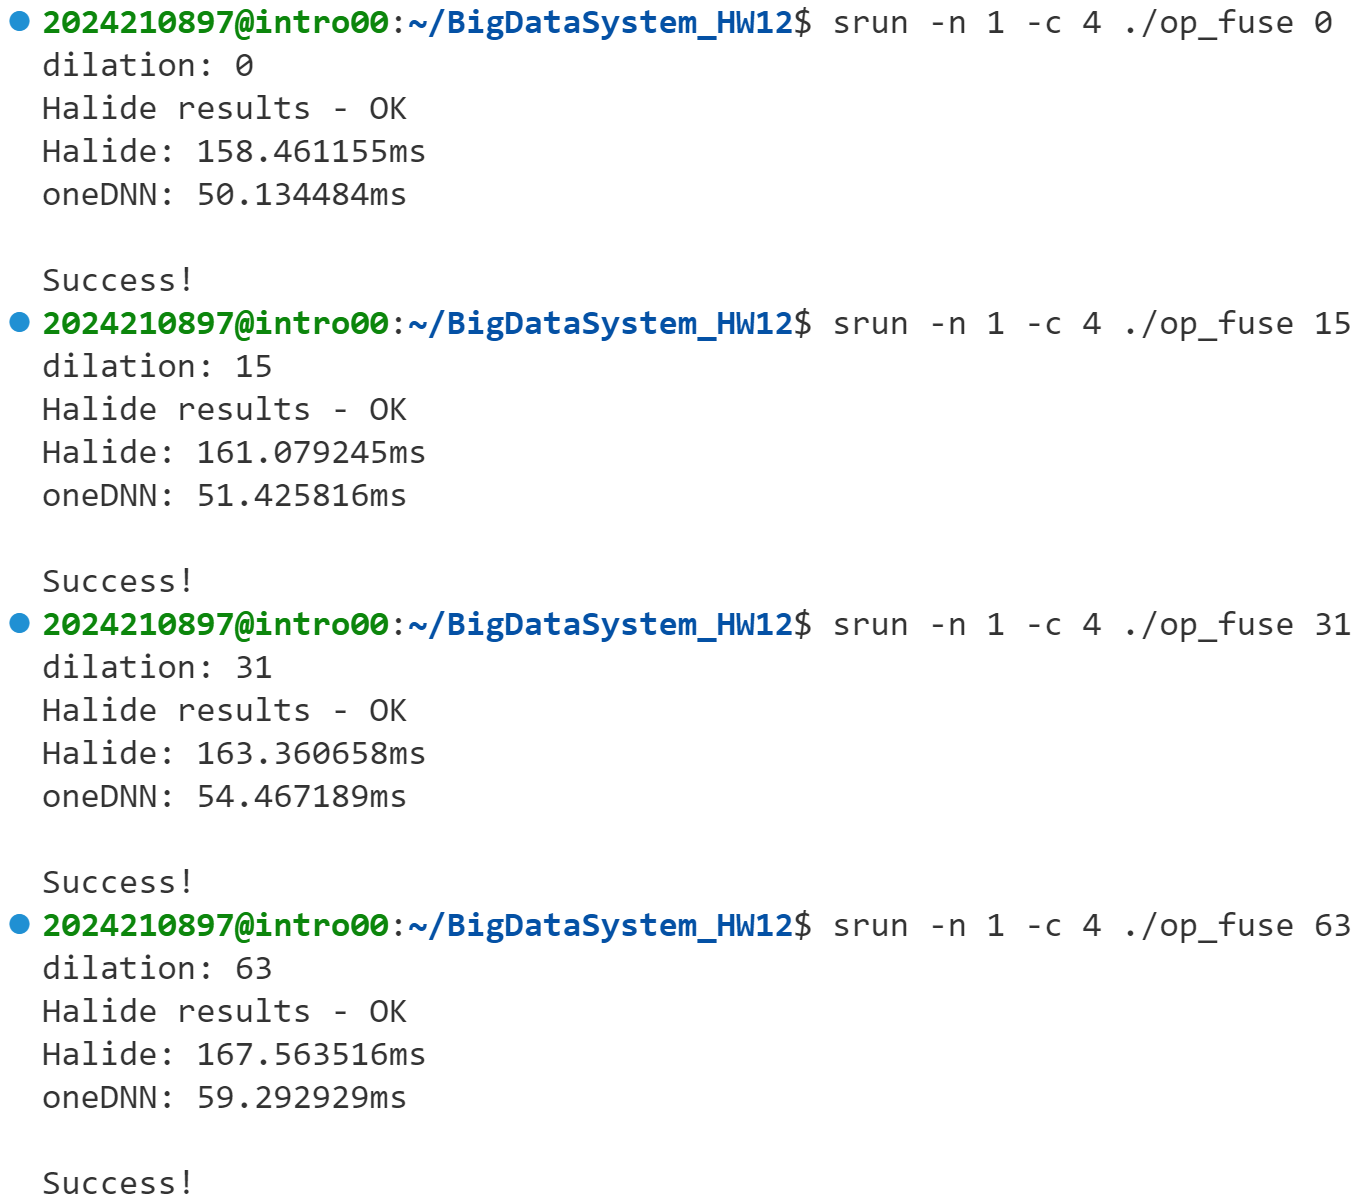 2024210897@intro00:~/BigDataSystem_HW12$ srun -n 1 -c 4 ./op_fuse 0
dilation: 0
Halide results - OK
Halide: 158.461155ms
oneDNN: 50.134484ms
Success!
2024210897@intro00:~/BigDataSystem_HW12$ srun -n 1 -c 4 ./op_fuse 15
dilation: 15
Halide results - OK
Halide: 161.079245ms
oneDNN: 51.425816ms
Success!
2024210897@intro00:~/BigDataSystem_HW12$ srun -n 1 -c 4 ./op_fuse 31
dilation: 31
Halide results - OK
Halide: 163.360658ms
oneDNN: 54.467189ms
Success!
2024210897@intro00:~/BigDataSystem_HW12$ srun -n 1 -c 4 ./op_fuse 63
dilation: 63
Halide results - OK
Halide: 167.563516ms
oneDNN: 59.292929ms
Success!